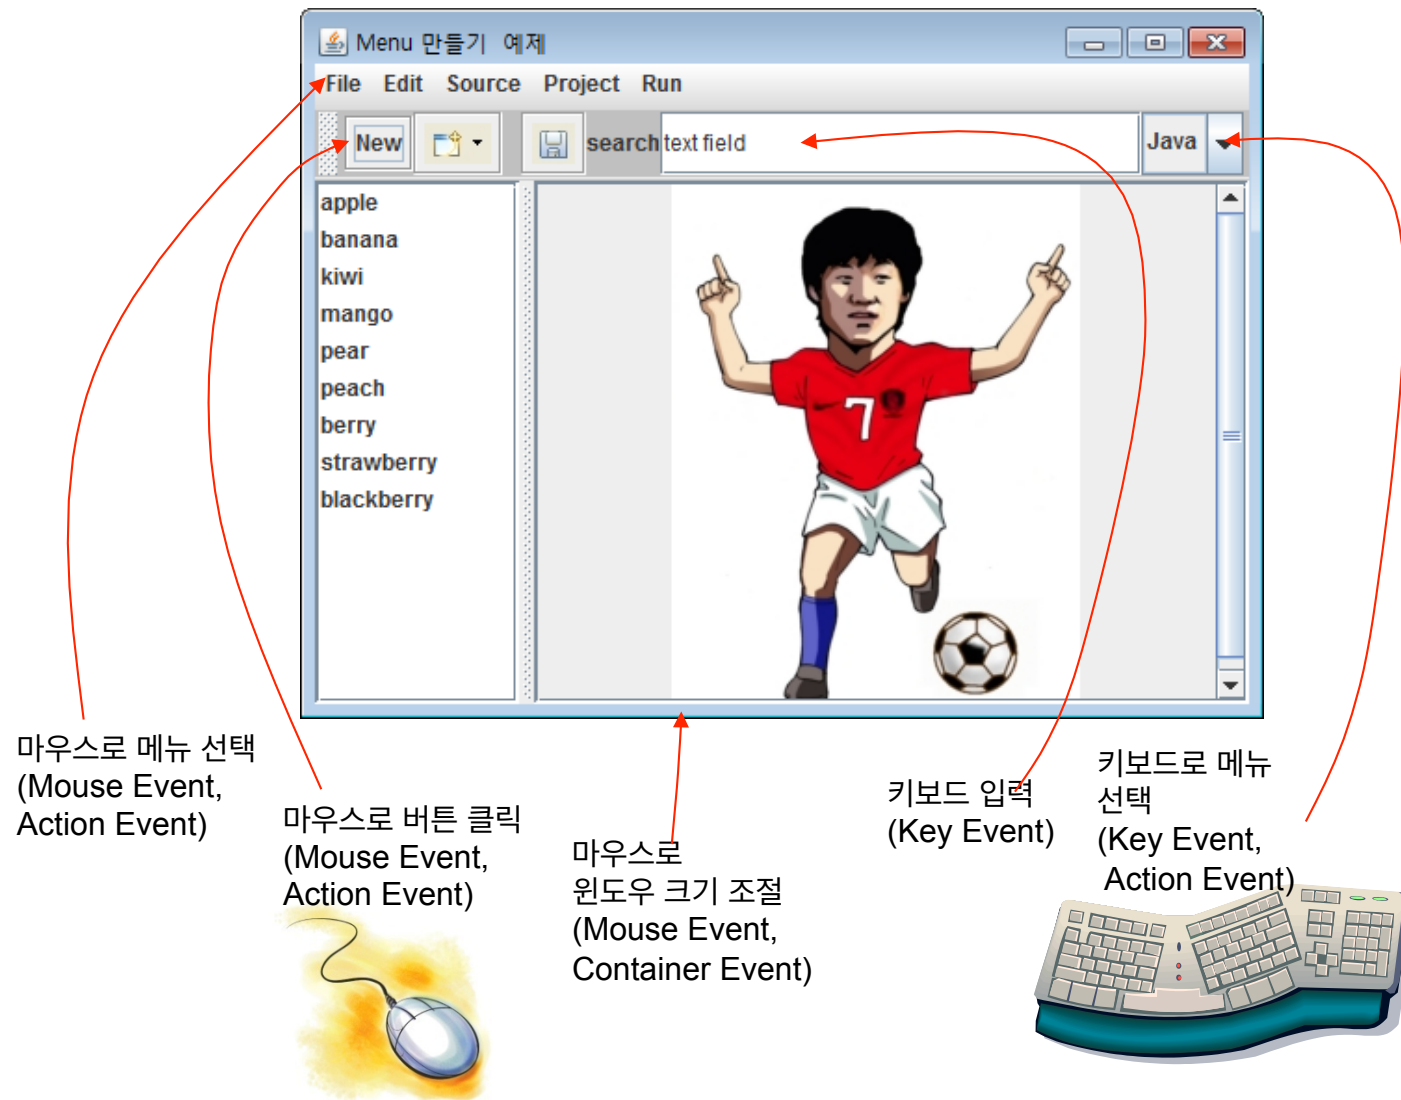 Menu 만들기 예제
File Edit Source Project Run
New search text field Java
apple
banana
kiwi
mango
pear
peach
berry
strawberry
blackberry
7
마우스로 메뉴 선택
(Mouse Event,
Action Event)
마우스로 버튼 클릭
(Mouse Event,
Action Event)
마우스로
윈도우 크기 조절
(Mouse Event,
Container Event)
키보드 입력
(Key Event)
키보드로 메뉴
선택
(Key Event,
Action Event)